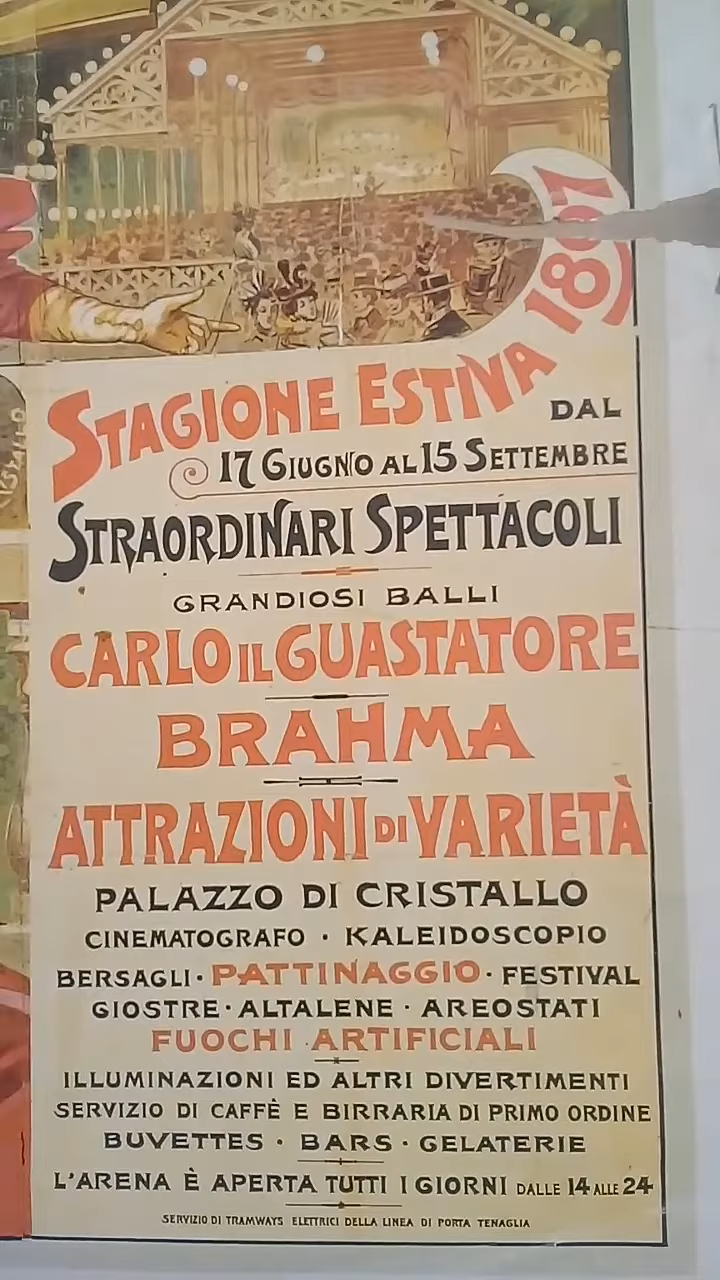 1897
STAGIONE ESTIVA
DAL
17 GIUGNO AL 15 SETTEMBRE
STRAORDINARI SPETTACOLI
GRANDIOSI BALLI
CARLO IL GUASTATORE
BRAHMA
ATTRAZIONI DI VARIETÀ
PALAZZO DI CRISTALLO
CINEMATOGRAFO · KALEIDOSCOPIO
BERSAGLI · PATTINAGGIO · FESTIVAL
GIOSTRE · ALTALENE · AREOSTATI
FUOCHI ARTIFICIALI
ILLUMINAZIONI ED ALTRI DIVERTIMENTI
SERVIZIO DI CAFFÈ E BIRRARIA DI PRIMO ORDINE
BUVETTES · BARS · GELATERIE
L'ARENA È APERTA TUTTI I GIORNI DALLE 14 ALLE 24
SERVIZIO DI TRAMWAYS ELETTRICI DELLA LINEA DI PORTA TENAGLIA